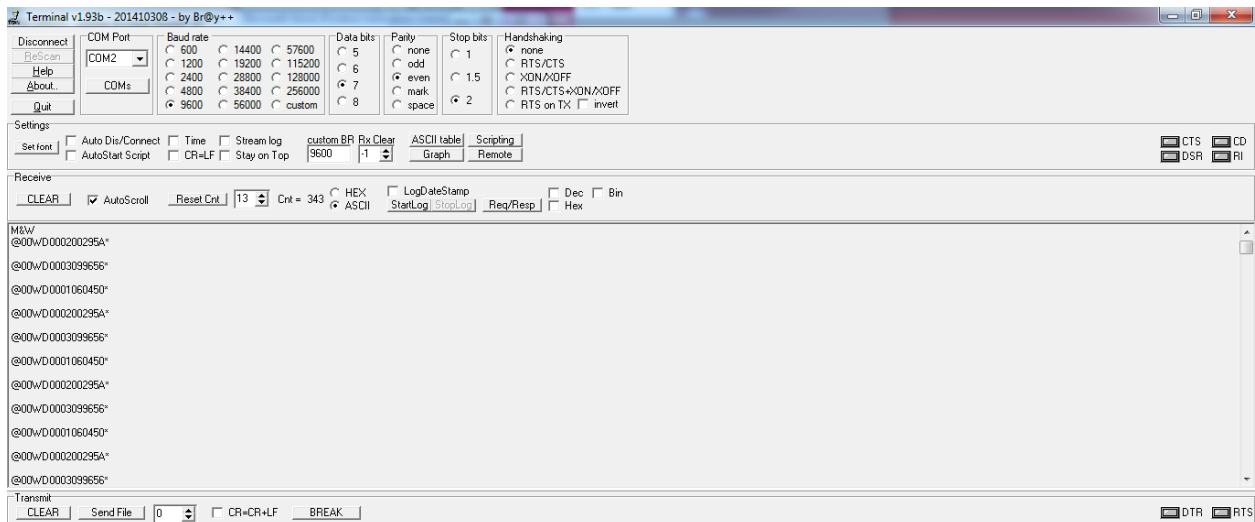 Terminal v1.93b - 20141030ß - by Br@y++
Disconnect
ReScan
Help
About..
Quit
COM Port
COM2
COMs
Baud rate
600 14400 57600
1200 19200 115200
2400 28800 128000
4800 38400 256000
9600 56000 custom
Data bits
5
6
7
8
Parity
none
odd
even
mark
space
Stop bits
1
1.5
2
Handshaking
none
RTS/CTS
XON/XOFF
RTS/CTS+XON/XOFF
RTS on TX invert
Settings
Set font
Auto Dis/Connect Time Stream log custom BR Rx Clear ASCII table Scripting
AutoStart Script CR=LF Stay on Top 9600 -1 Graph Remote
CTS CD
DSR RI
Receive
CLEAR AutoScroll Reset Cnt 13 Cnt = 343
HEX
ASCII
LogDateStamp
StartLog StopLog Req/Resp
Dec Bin
Hex
M&W
@00WD000200295A*
@00WD0003099656*
@00WD0001060450*
@00WD000200295A*
@00WD0003099656*
@00WD0001060450*
@00WD000200295A*
@00WD0003099656*
@00WD0001060450*
@00WD000200295A*
@00WD0003099656*
Transmit
CLEAR Send File 0 CR=CR+LF BREAK DTR RTS